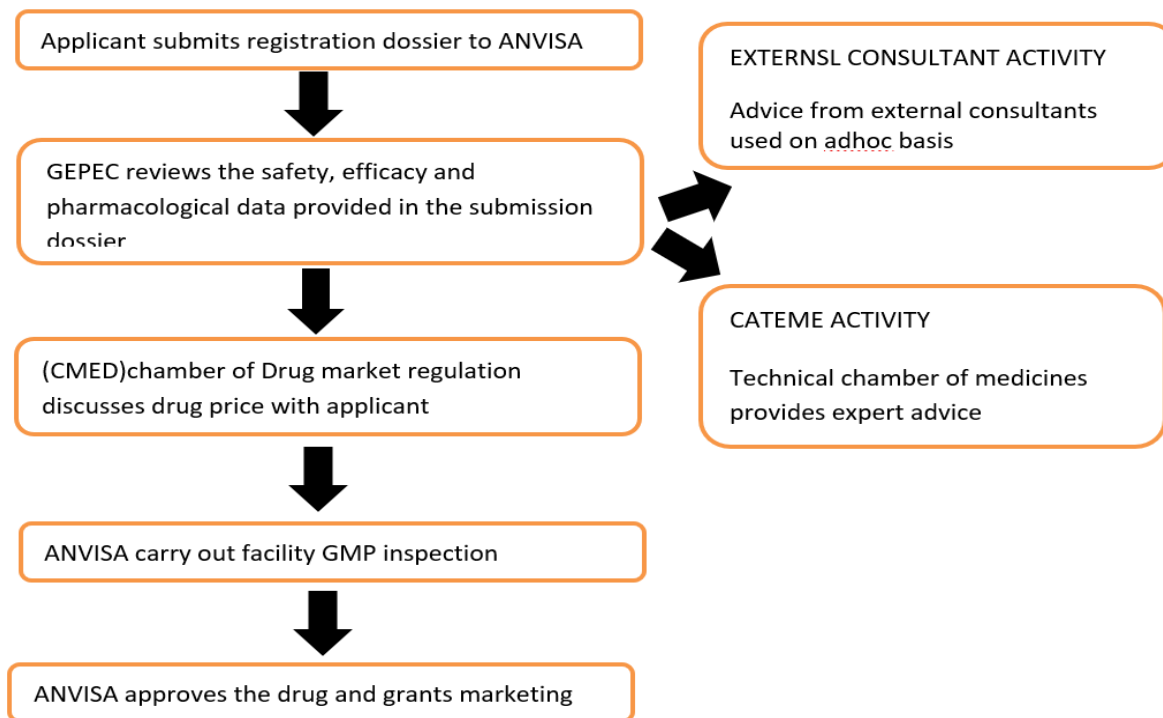 Applicant submits registration dossier to ANVISA
GEPEC reviews the safety, efficacy and
pharmacological data provided in the submission
dossier
(CMED)chamber of Drug market regulation
discusses drug price with applicant
ANVISA carry out facility GMP inspection
ANVISA approves the drug and grants marketing
EXTERNSL CONSULTANT ACTIVITY
Advice from external consultants
used on adhoc basis
CATEME ACTIVITY
Technical chamber of medicines
provides expert advice